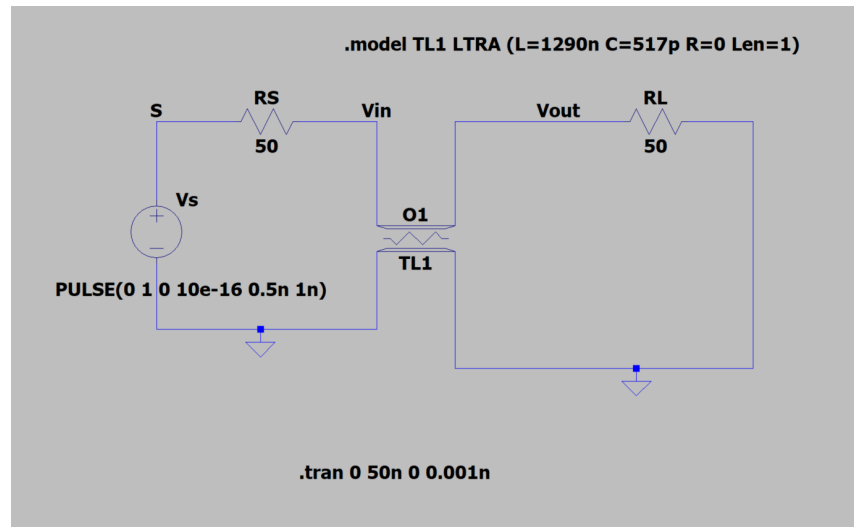 .model TL1 LTRA (L=1290n C=517p R=0 Len=1)
S
RS
50
Vin
Vout
RL
50
Vs
O1
TL1
PULSE(0 1 0 10e-16 0.5n 1n)
.tran 0 50n 0 0.001n